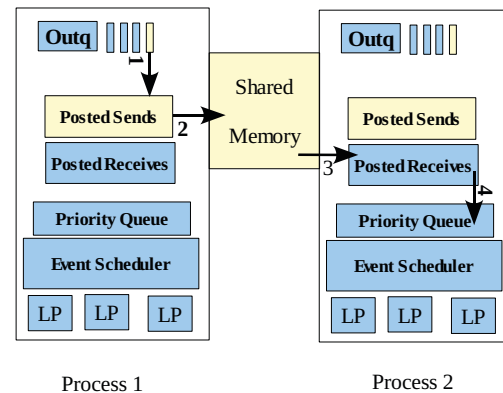 Outq
1
Posted Sends
2
Posted Receives
Priority Queue
Event Scheduler
LP
LP
LP
Process 1
Shared
Memory
3
Outq
Posted Sends
Posted Receives
4
Priority Queue
Event Scheduler
LP
LP
LP
Process 2